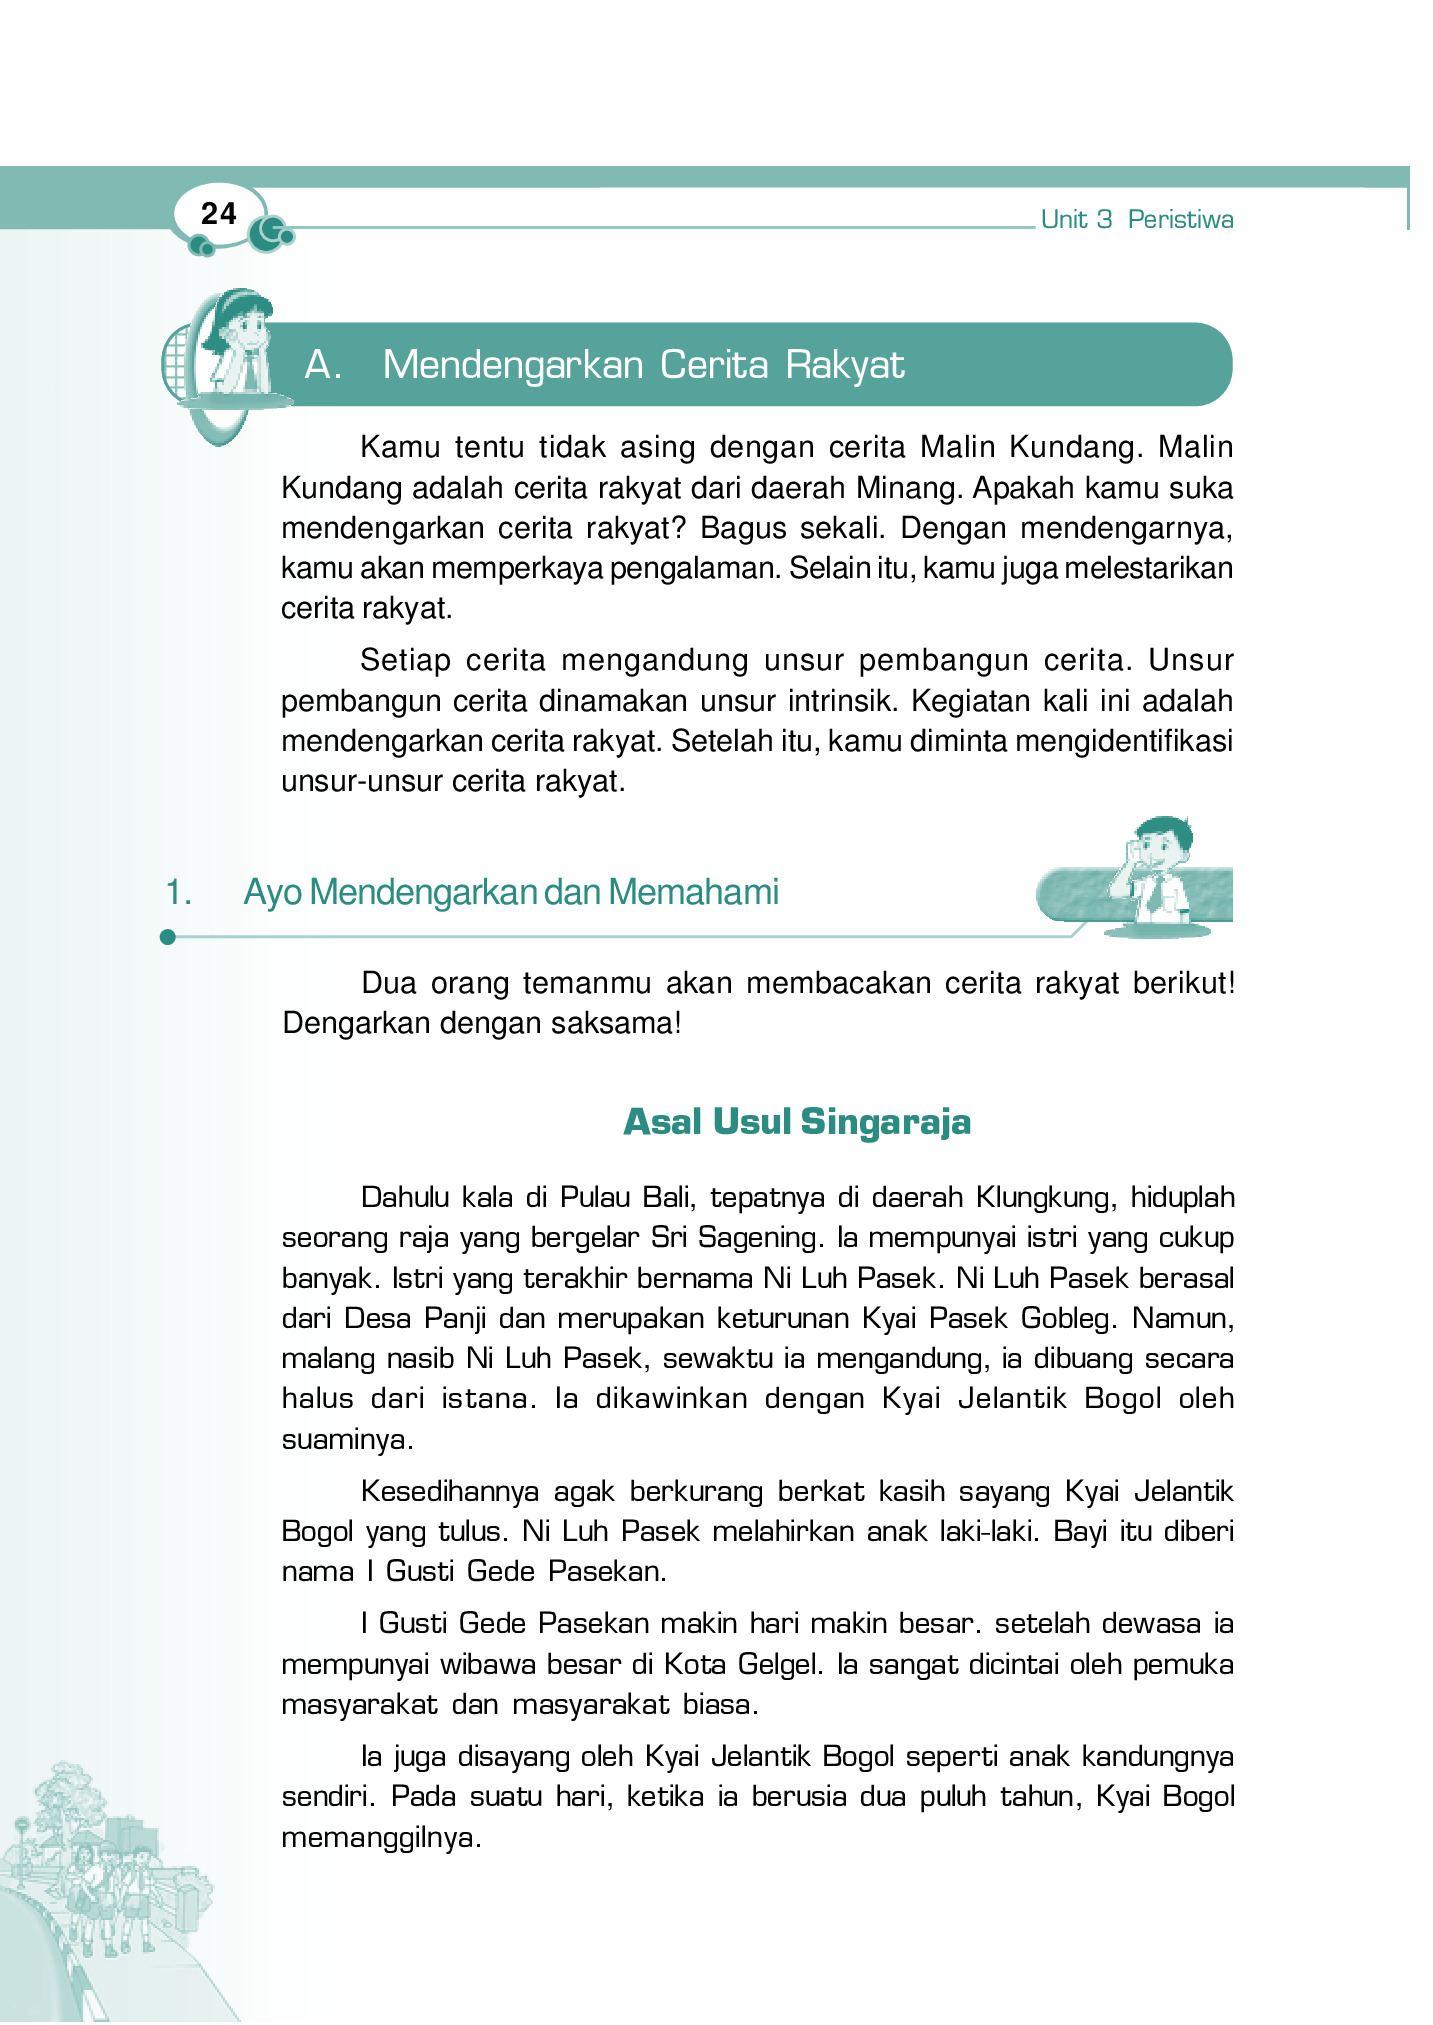 24
Unit 3 Peristiwa
A. Mendengarkan Cerita Rakyat
Kamu tentu tidak asing dengan cerita Malin Kundang. Malin
Kundang adalah cerita rakyat dari daerah Minang. Apakah kamu suka
mendengarkan cerita rakyat? Bagus sekali. Dengan mendengarnya,
kamu akan memperkaya pengalaman. Selain itu, kamu juga melestarikan
cerita rakyat.
Setiap cerita mengandung unsur pembangun cerita. Unsur
pembangun cerita dinamakan unsur intrinsik. Kegiatan kali ini adalah
mendengarkan cerita rakyat. Setelah itu, kamu diminta mengidentifikasi
unsur-unsur cerita rakyat.
1. Ayo Mendengarkan dan Memahami
Dua orang temanmu akan membacakan cerita rakyat berikut!
Dengarkan dengan saksama!
Asal Usul Singaraja
Dahulu kala di Pulau Bali, tepatnya di daerah Klungkung, hiduplah
seorang raja yang bergelar Sri Sagening. Ia mempunyai istri yang cukup
banyak. Istri yang terakhir bernama Ni Luh Pasek. Ni Luh Pasek berasal
dari Desa Panji dan merupakan keturunan Kyai Pasek Gobleg. Namun,
malang nasib Ni Luh Pasek, sewaktu ia mengandung, ia dibuang secara
halus dari istana. Ia dikawinkan dengan Kyai Jelantik Bogol oleh
suaminya.
Kesedihannya agak berkurang berkat kasih sayang Kyai Jelantik
Bogol yang tulus. Ni Luh Pasek melahirkan anak laki-laki. Bayi itu diberi
nama I Gusti Gede Pasekan.
I Gusti Gede Pasekan makin hari makin besar. setelah dewasa ia
mempunyai wibawa besar di Kota Gelgel. Ia sangat dicintai oleh pemuka
masyarakat dan masyarakat biasa.
Ia juga disayang oleh Kyai Jelantik Bogol seperti anak kandungnya
sendiri. Pada suatu hari, ketika ia berusia dua puluh tahun, Kyai Bogol
memanggilnya.